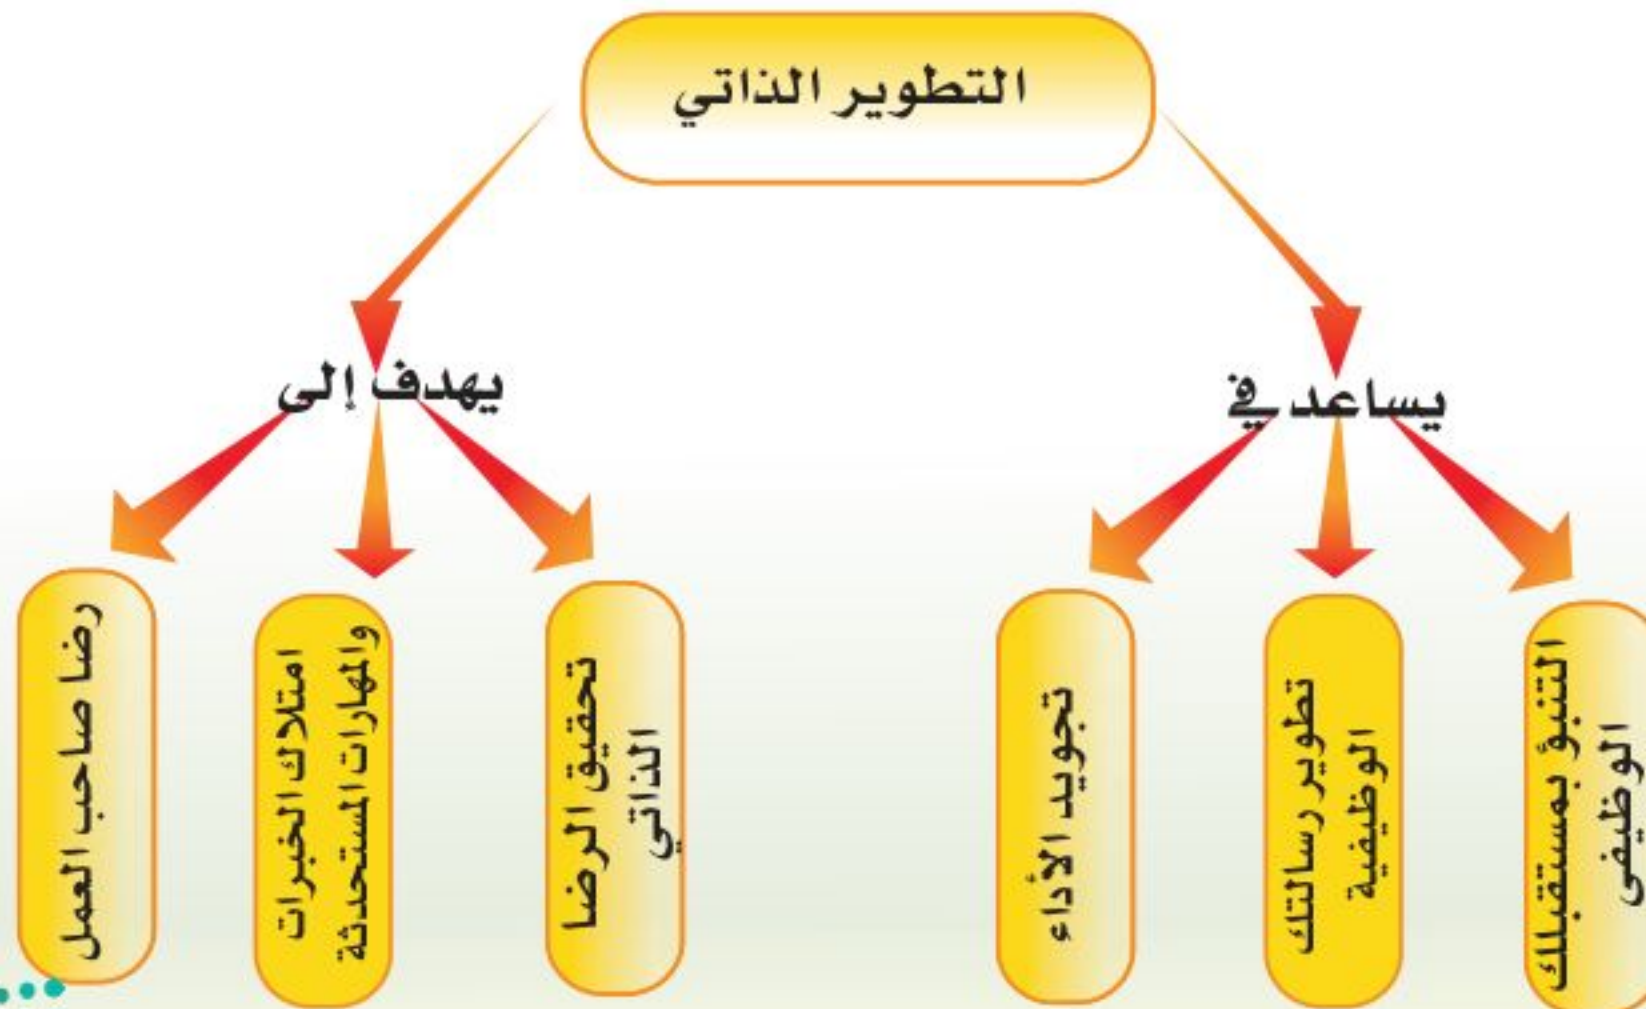 التطوير الذاتي
يساعد في
التنبؤ بمستقبلك
الوظيفي
تطوير رسالتك
الوظيفية
تجويد الأداء
يهدف إلى
تحقيق الرضا
الذاتي
امتلاك الخبرات
والمهارات المستحدثة
رضا صاحب العمل